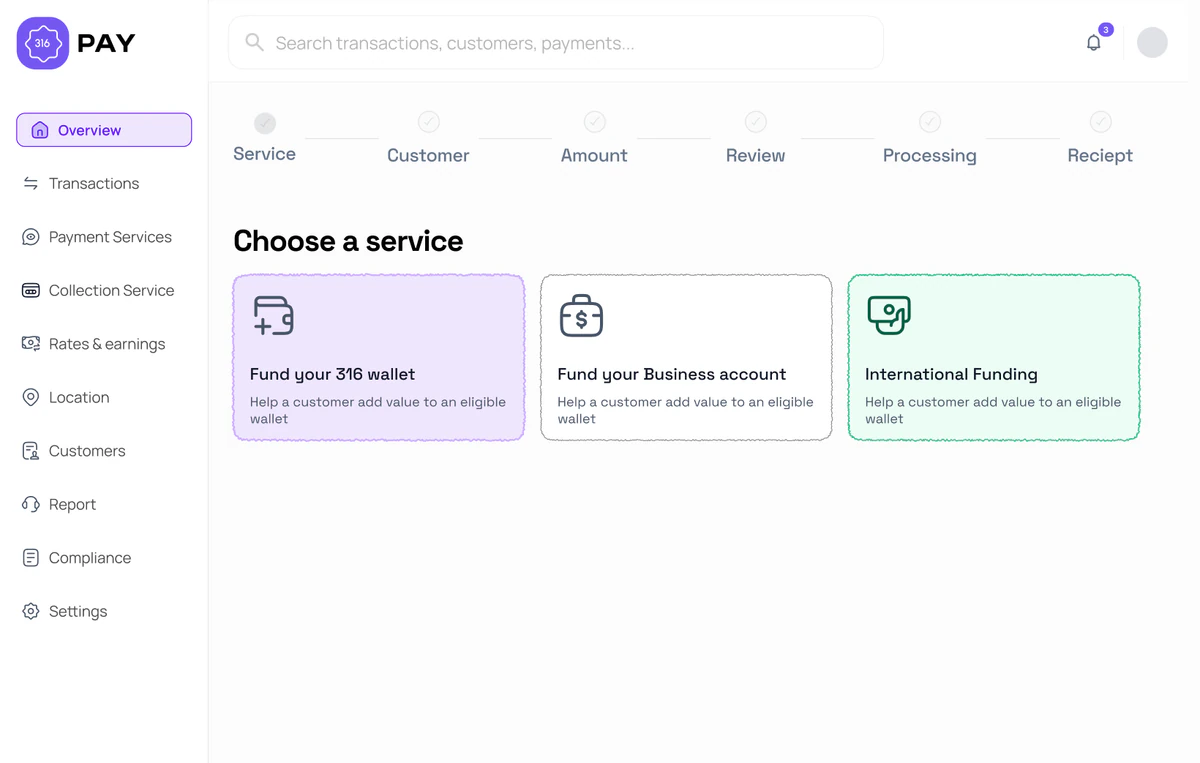 316 PAY
Search transactions, customers, payments...
3
Overview
Transactions
Payment Services
Collection Service
Rates & earnings
Location
Customers
Report
Compliance
Settings
Service
Customer
Amount
Review
Processing
Reciept
Choose a service
Fund your 316 wallet
Help a customer add value to an eligible
wallet
Fund your Business account
Help a customer add value to an eligible
wallet
International Funding
Help a customer add value to an eligible
wallet